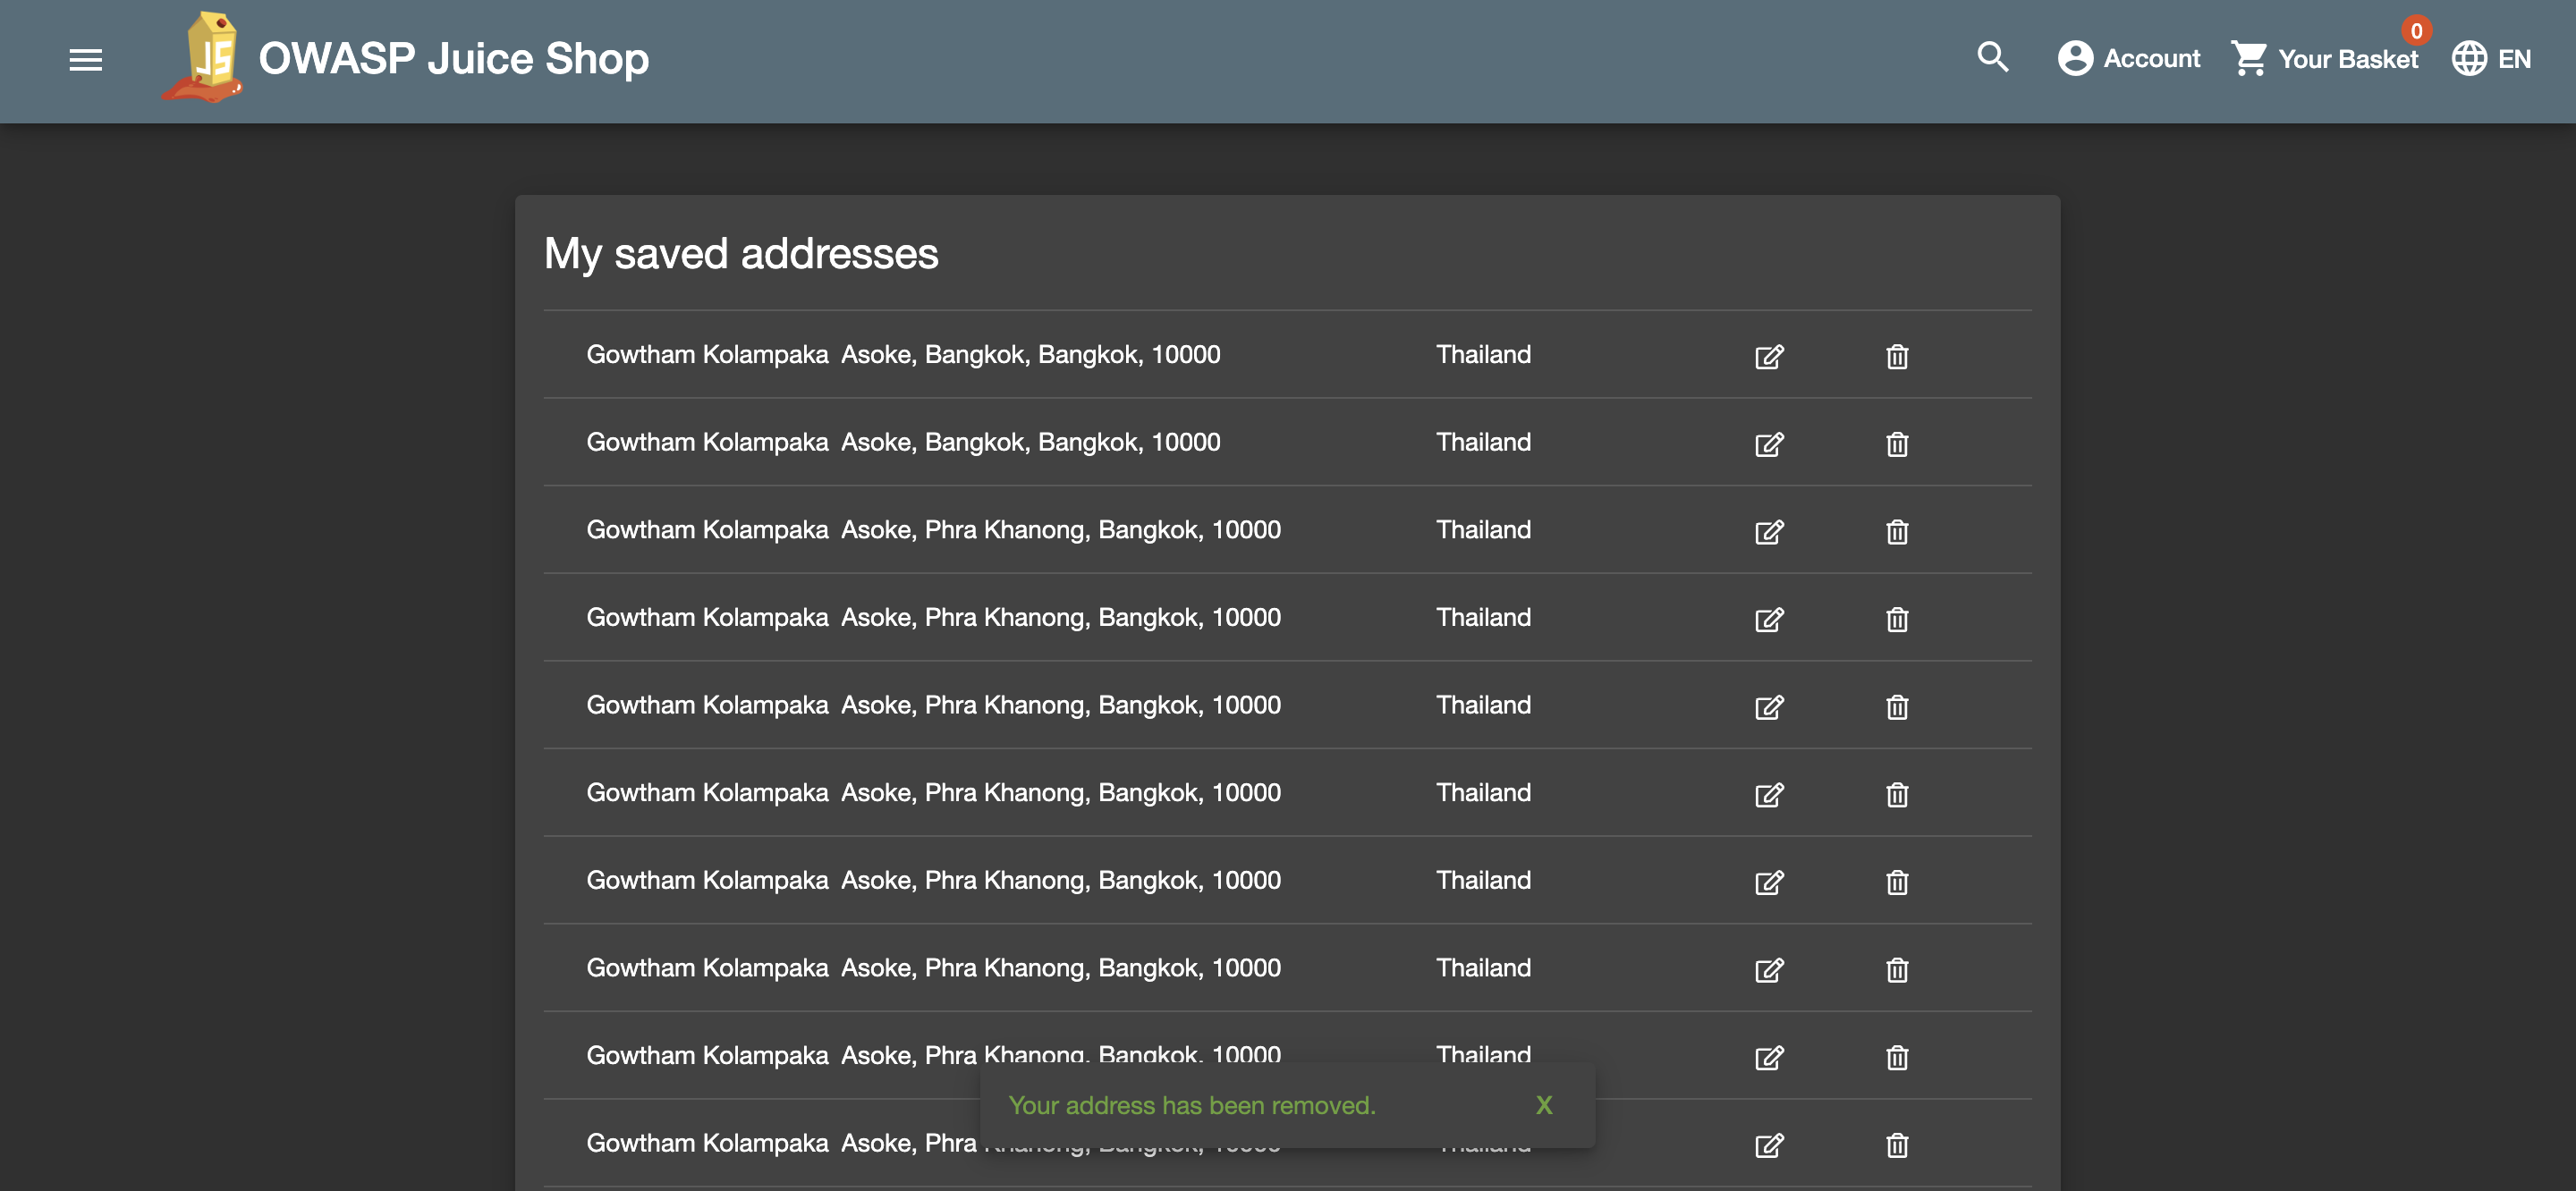 JS
OWASP Juice Shop
Account
Your Basket
0
EN
My saved addresses
Gowtham Kolampaka Asoke, Bangkok, Bangkok, 10000 Thailand
Gowtham Kolampaka Asoke, Bangkok, Bangkok, 10000 Thailand
Gowtham Kolampaka Asoke, Phra Khanong, Bangkok, 10000 Thailand
Gowtham Kolampaka Asoke, Phra Khanong, Bangkok, 10000 Thailand
Gowtham Kolampaka Asoke, Phra Khanong, Bangkok, 10000 Thailand
Gowtham Kolampaka Asoke, Phra Khanong, Bangkok, 10000 Thailand
Gowtham Kolampaka Asoke, Phra Khanong, Bangkok, 10000 Thailand
Gowtham Kolampaka Asoke, Phra Khanong, Bangkok, 10000 Thailand
Gowtham Kolampaka Asoke, Phra Khanong, Bangkok, 10000 Thailand
Your address has been removed. X
Gowtham Kolampaka Asoke, Phra